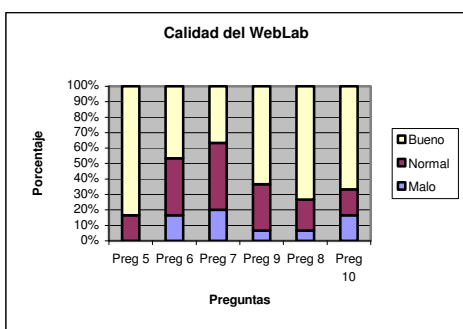 Calidad del WebLab
100%
90%
80%
70%
60%
50%
40%
30%
20%
10%
0%
Porcentaje
Preg 5 Preg 6 Preg 7 Preg 9 Preg 8 Preg
10
Preguntas
Bueno
Normal
Malo